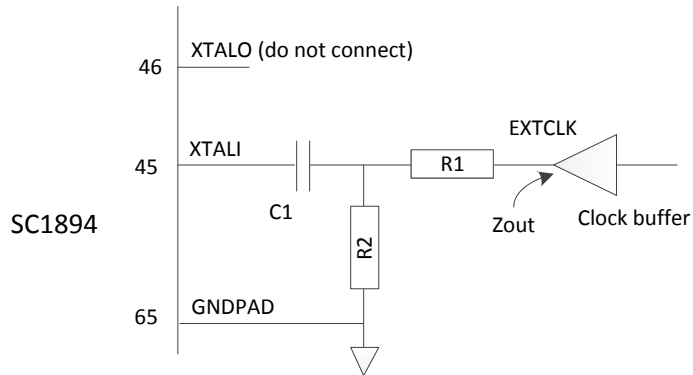 46
XTALO (do not connect)
EXTCLK
45
XTALI
R1
C1
Zout
Clock buffer
SC1894
R2
65
GNDPAD